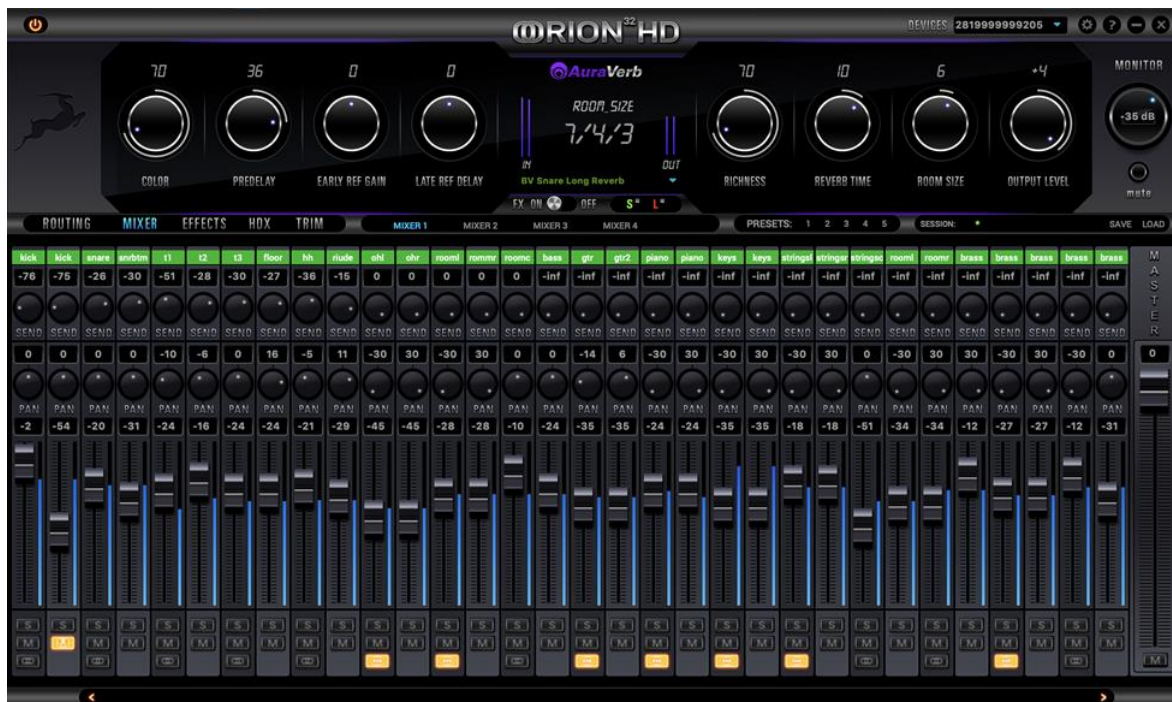 ORION 32 HD
DEVICES 2819999999205
70 36 0 0 AuraVerb 70 10 6 +4 MONITOR
ROOM_SIZE
7/4/3
-35 dB
IN OUT
COLOR PREDELAY EARLY REF GAIN LATE REF DELAY BV Snare Long Reverb RICHNESS REVERB TIME ROOM SIZE OUTPUT LEVEL
mute
FX ON OFF S L
ROUTING MIXER EFFECTS HDX TRIM MIXER 1 MIXER 2 MIXER 3 MIXER 4 PRESETS: 1 2 3 4 5 SESSION: * SAVE LOAD
kick kick snare snrbtm t1 t2 t3 floor hh riude ohl ohr rooml rommr roomc bass gtr gtr2 piano piano keys keys stringsl stringsr stringsc rooml roomr brass brass brass brass brass MASTER
-76 -75 -26 -30 -51 -28 -30 -27 -36 -15 0 0 0 0 0 -inf -inf -inf -inf -inf -inf -inf -inf -inf -inf -inf -inf -inf -inf -inf -inf -inf
SEND SEND SEND SEND SEND SEND SEND SEND SEND SEND SEND SEND SEND SEND SEND SEND SEND SEND SEND SEND SEND SEND SEND SEND SEND SEND SEND SEND SEND SEND SEND SEND
0 0 0 0 -10 -6 0 16 -5 11 -30 30 -30 30 0 0 -14 6 -30 30 -30 30 -30 30 0 -30 30 30 -30 30 -30 0 0
PAN PAN PAN PAN PAN PAN PAN PAN PAN PAN PAN PAN PAN PAN PAN PAN PAN PAN PAN PAN PAN PAN PAN PAN PAN PAN PAN PAN PAN PAN PAN PAN
-2 -54 -20 -31 -24 -16 -24 -24 -21 -29 -45 -45 -28 -28 -10 -24 -35 -35 -24 -24 -35 -35 -18 -18 -51 -34 -34 -12 -27 -27 -12 -31
S S S S S S S S S S S S S S S S S S S S S S S S S S S S S S S S
M M M M M M M M M M M M M M M M M M M M M M M M M M M M M M M M
M